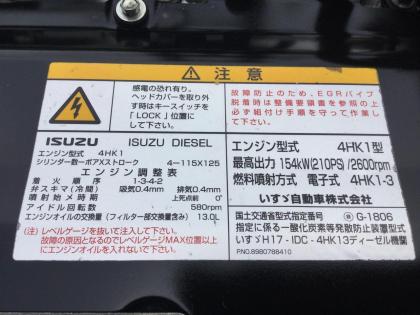 ⚠ 注意
感電の恐れ有り。
ヘッドカバーを取り外
す時はキースイッチを
「LOCK」位置に
して下さい。
故障防止のため、EGRパイプ
脱着時は整備要領書を参照の上
必ず組付け手順を守って作業し
て下さい。
ISUZU ISUZU DIESEL
エンジン型式 4HK1
シリンダー数ーボア×ストローク 4ー115×125
エンジン調整表
着火順序 1-3-4-2
弁スキマ(冷間) 吸気0.4mm 排気0.4mm
噴射始メ時期 上死点前 0°
アイドル回転数 580rpm
エンジンオイルの交換量(フィルター部交換量含み) 13.0L
(注)レベルゲージを抜いて注入して下さい。
故障の原因となるのでレベルゲージMAX位置以上
にエンジンオイルを入れないで下さい。
エンジン型式 4HK1型
最高出力 154kW(210PS)/2600rpm
燃料噴射方式 電子式 4HK1-3
いすゞ自動車株式会社
国土交通省型式指定番号 G-1806
指定に係る一酸化炭素等発散防止装置型式
いすゞH17-IDC-4HK13ディーゼル機関
P.NO.8980788410